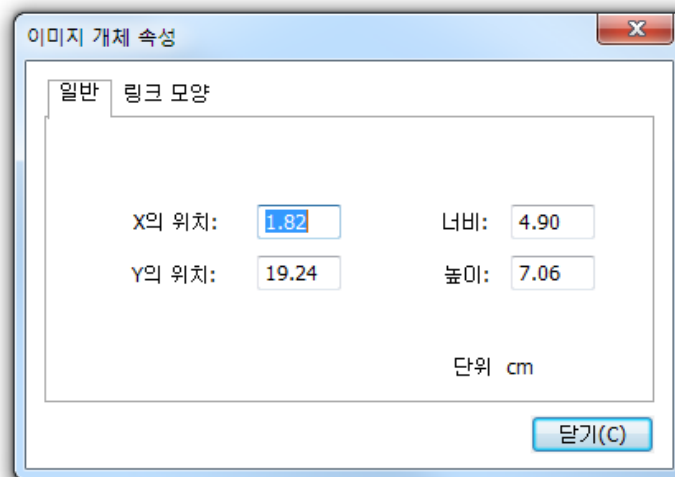 이미지 개체 속성
일반 링크 모양
X의 위치: 1.82 너비: 4.90
Y의 위치: 19.24 높이: 7.06
단위 cm
닫기(C)